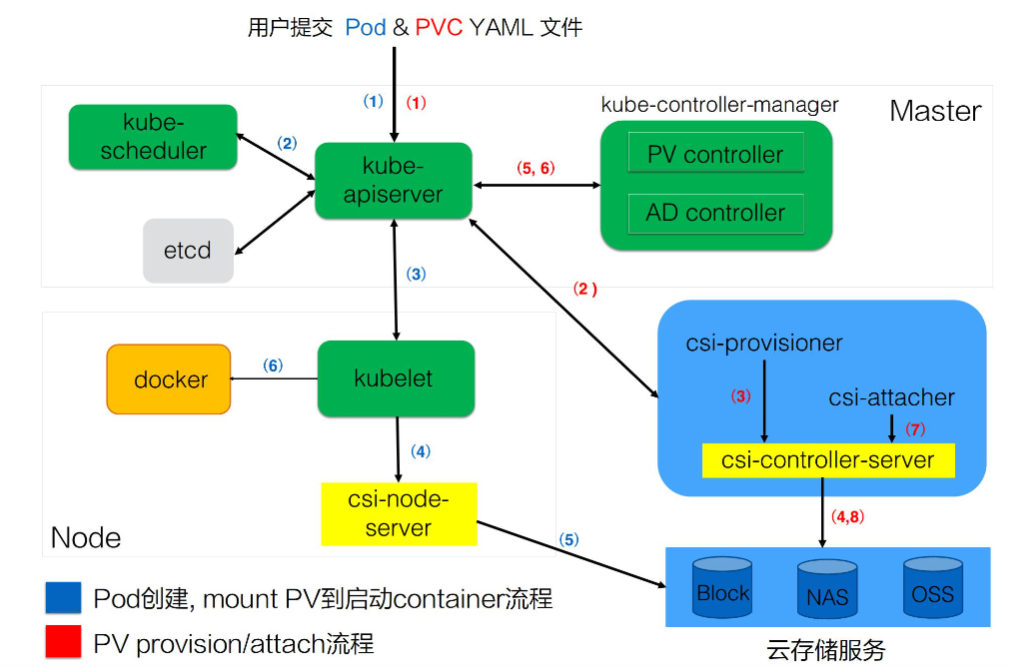 用户提交 Pod & PVC YAML 文件
(1) (1)
kube-controller-manager
Master
kube-
scheduler
(2)
kube-
apiserver
(5, 6)
PV controller
AD controller
etcd
(3)
(2 )
csi-provisioner
docker
(6)
kubelet
(3)
csi-attacher
(7)
(4)
csi-controller-server
csi-node-
server
(4,8)
Node
(5)
Block
NAS
OSS
Pod创建, mount PV到启动container流程
PV provision/attach流程
云存储服务